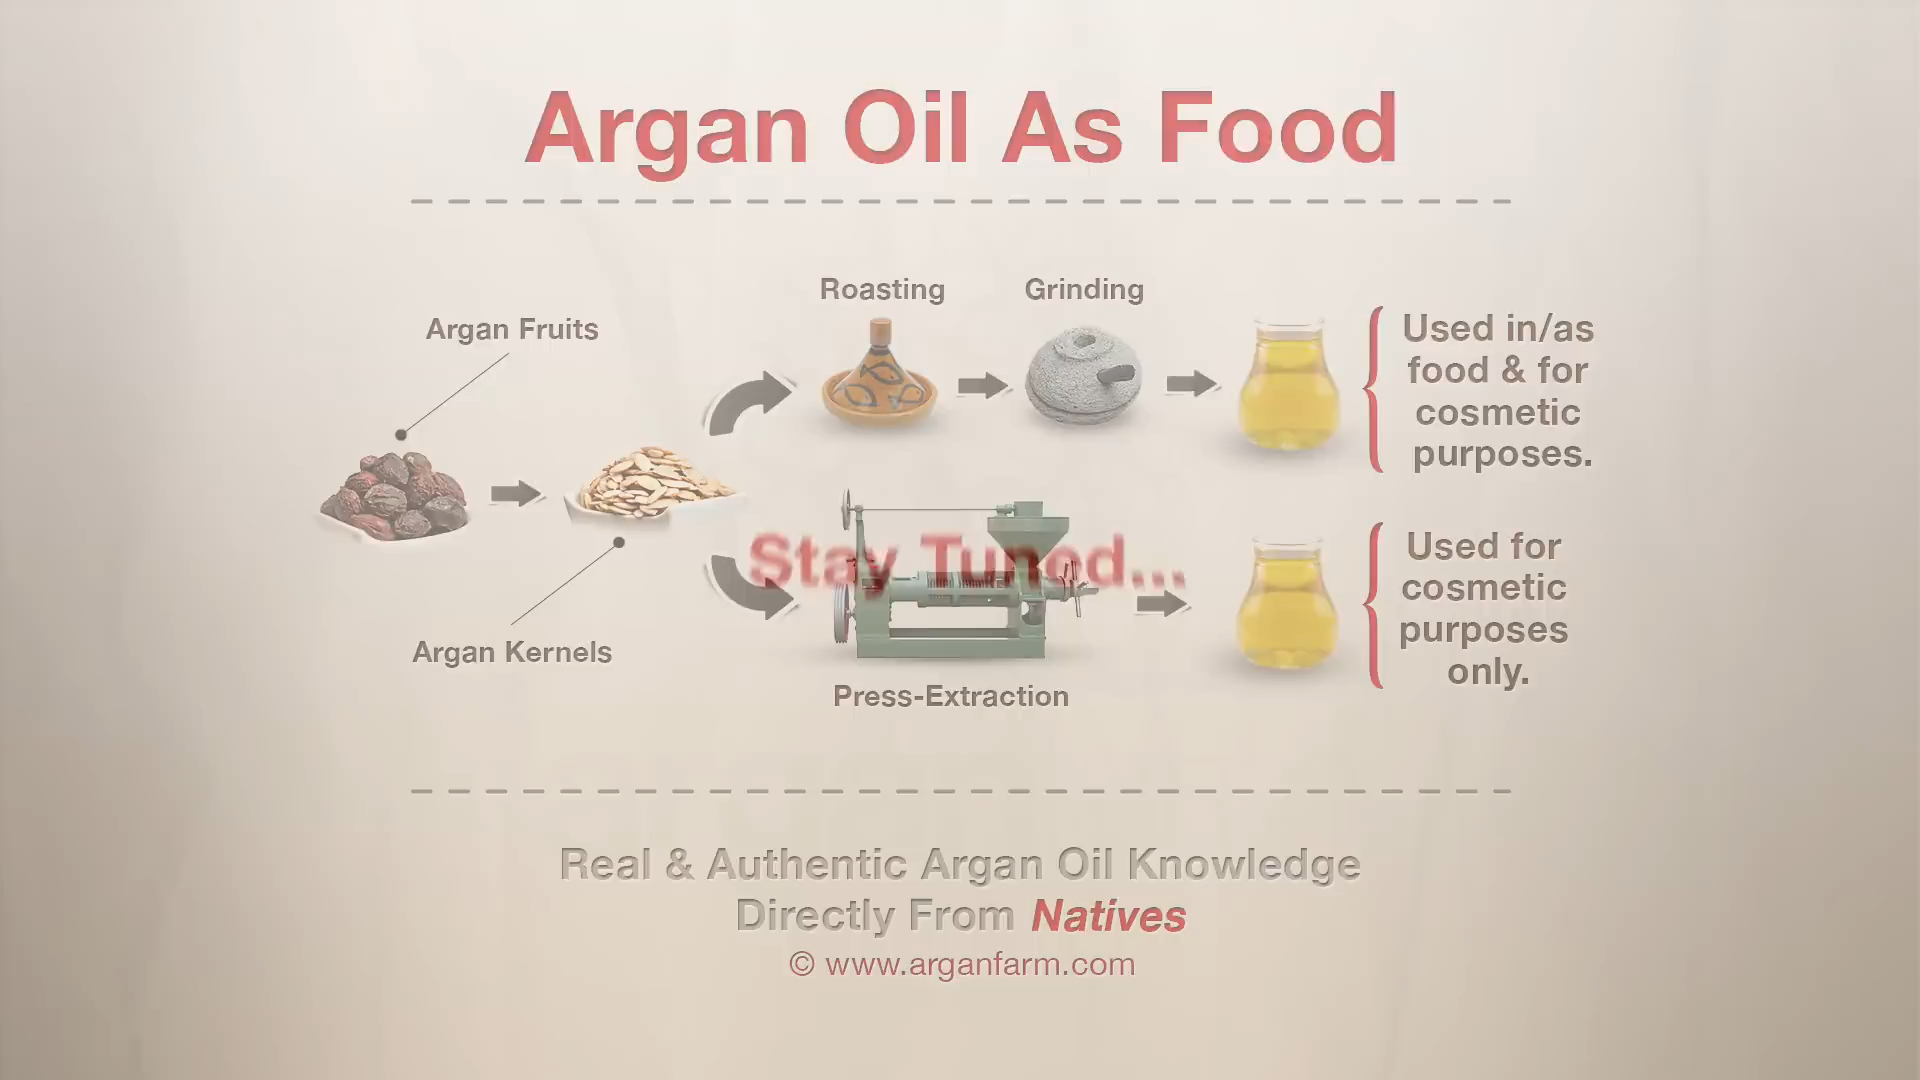 Argan Oil As Food
Roasting
Grinding
Argan Fruits
Used in/as
food & for
cosmetic
purposes.
Stay Tuned...
Used for
cosmetic
purposes
only.
Argan Kernels
Press-Extraction
Real & Authentic Argan Oil Knowledge
Directly From Natives
© www.arganfarm.com